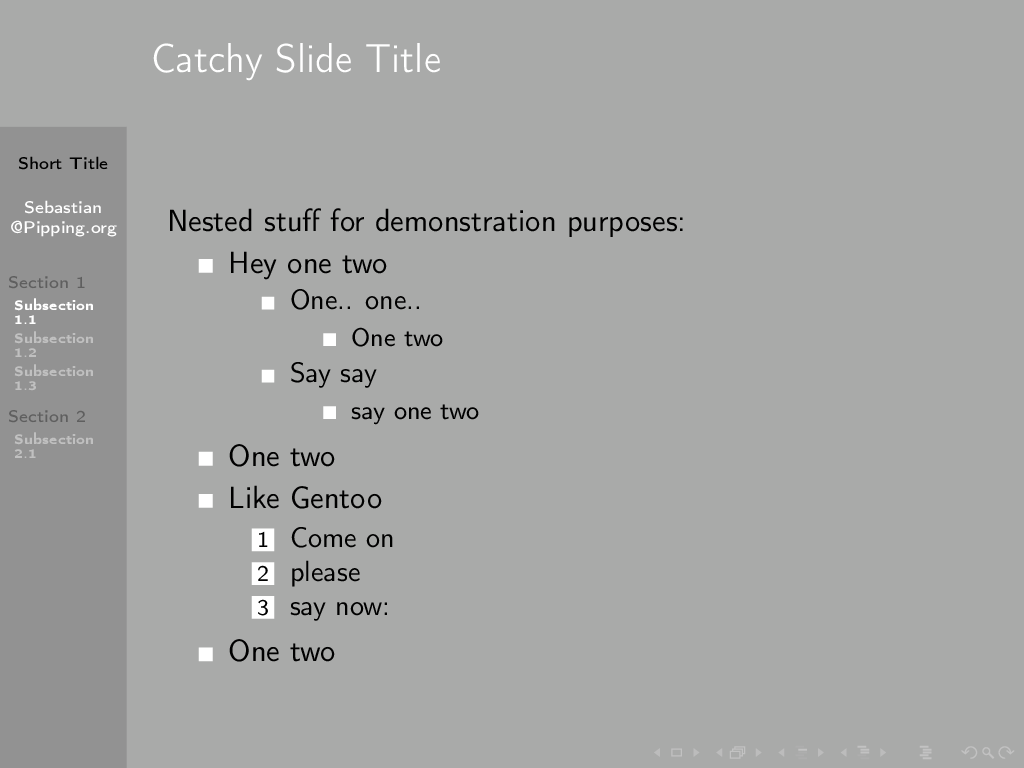 Catchy Slide Title
Short Title
Sebastian
@Pipping.org
Section 1
Subsection
1.1
Subsection
1.2
Subsection
1.3
Section 2
Subsection
2.1
Nested stuff for demonstration purposes:
Hey one two
One.. one..
One two
Say say
say one two
One two
Like Gentoo
1 Come on
2 please
3 say now:
One two